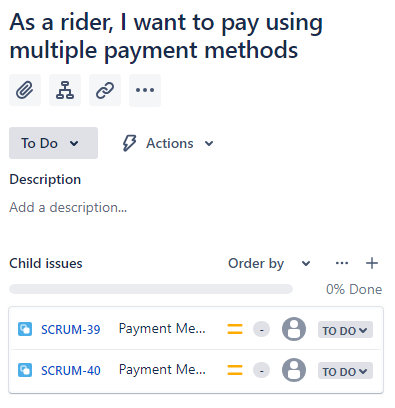 As a rider, I want to pay using
multiple payment methods
To Do Actions
Description
Add a description...
Child issues Order by
0% Done
SCRUM-39 Payment Me... - TO DO
SCRUM-40 Payment Me... - TO DO